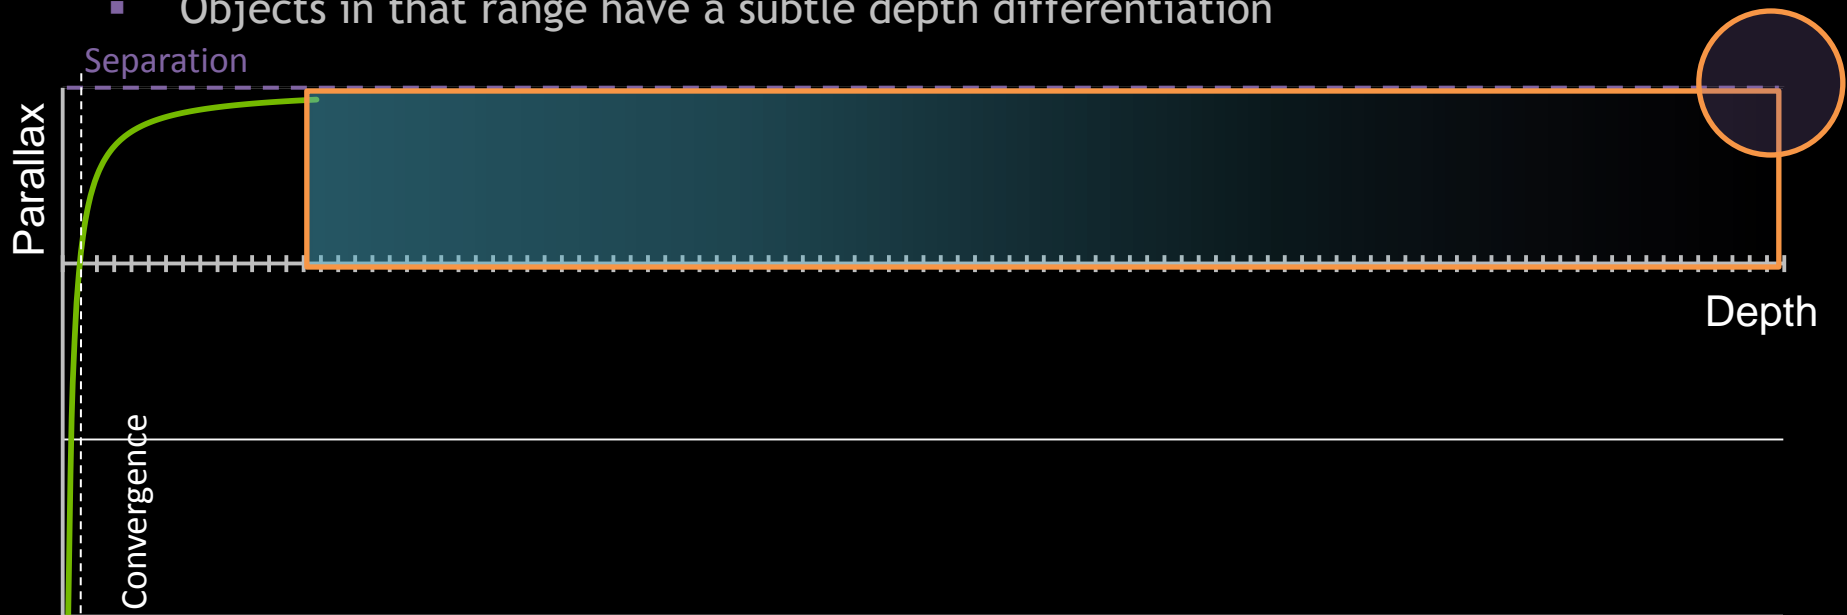 Objects in that range have a subtle depth differentiation
Separation
Parallax
Depth
Convergence